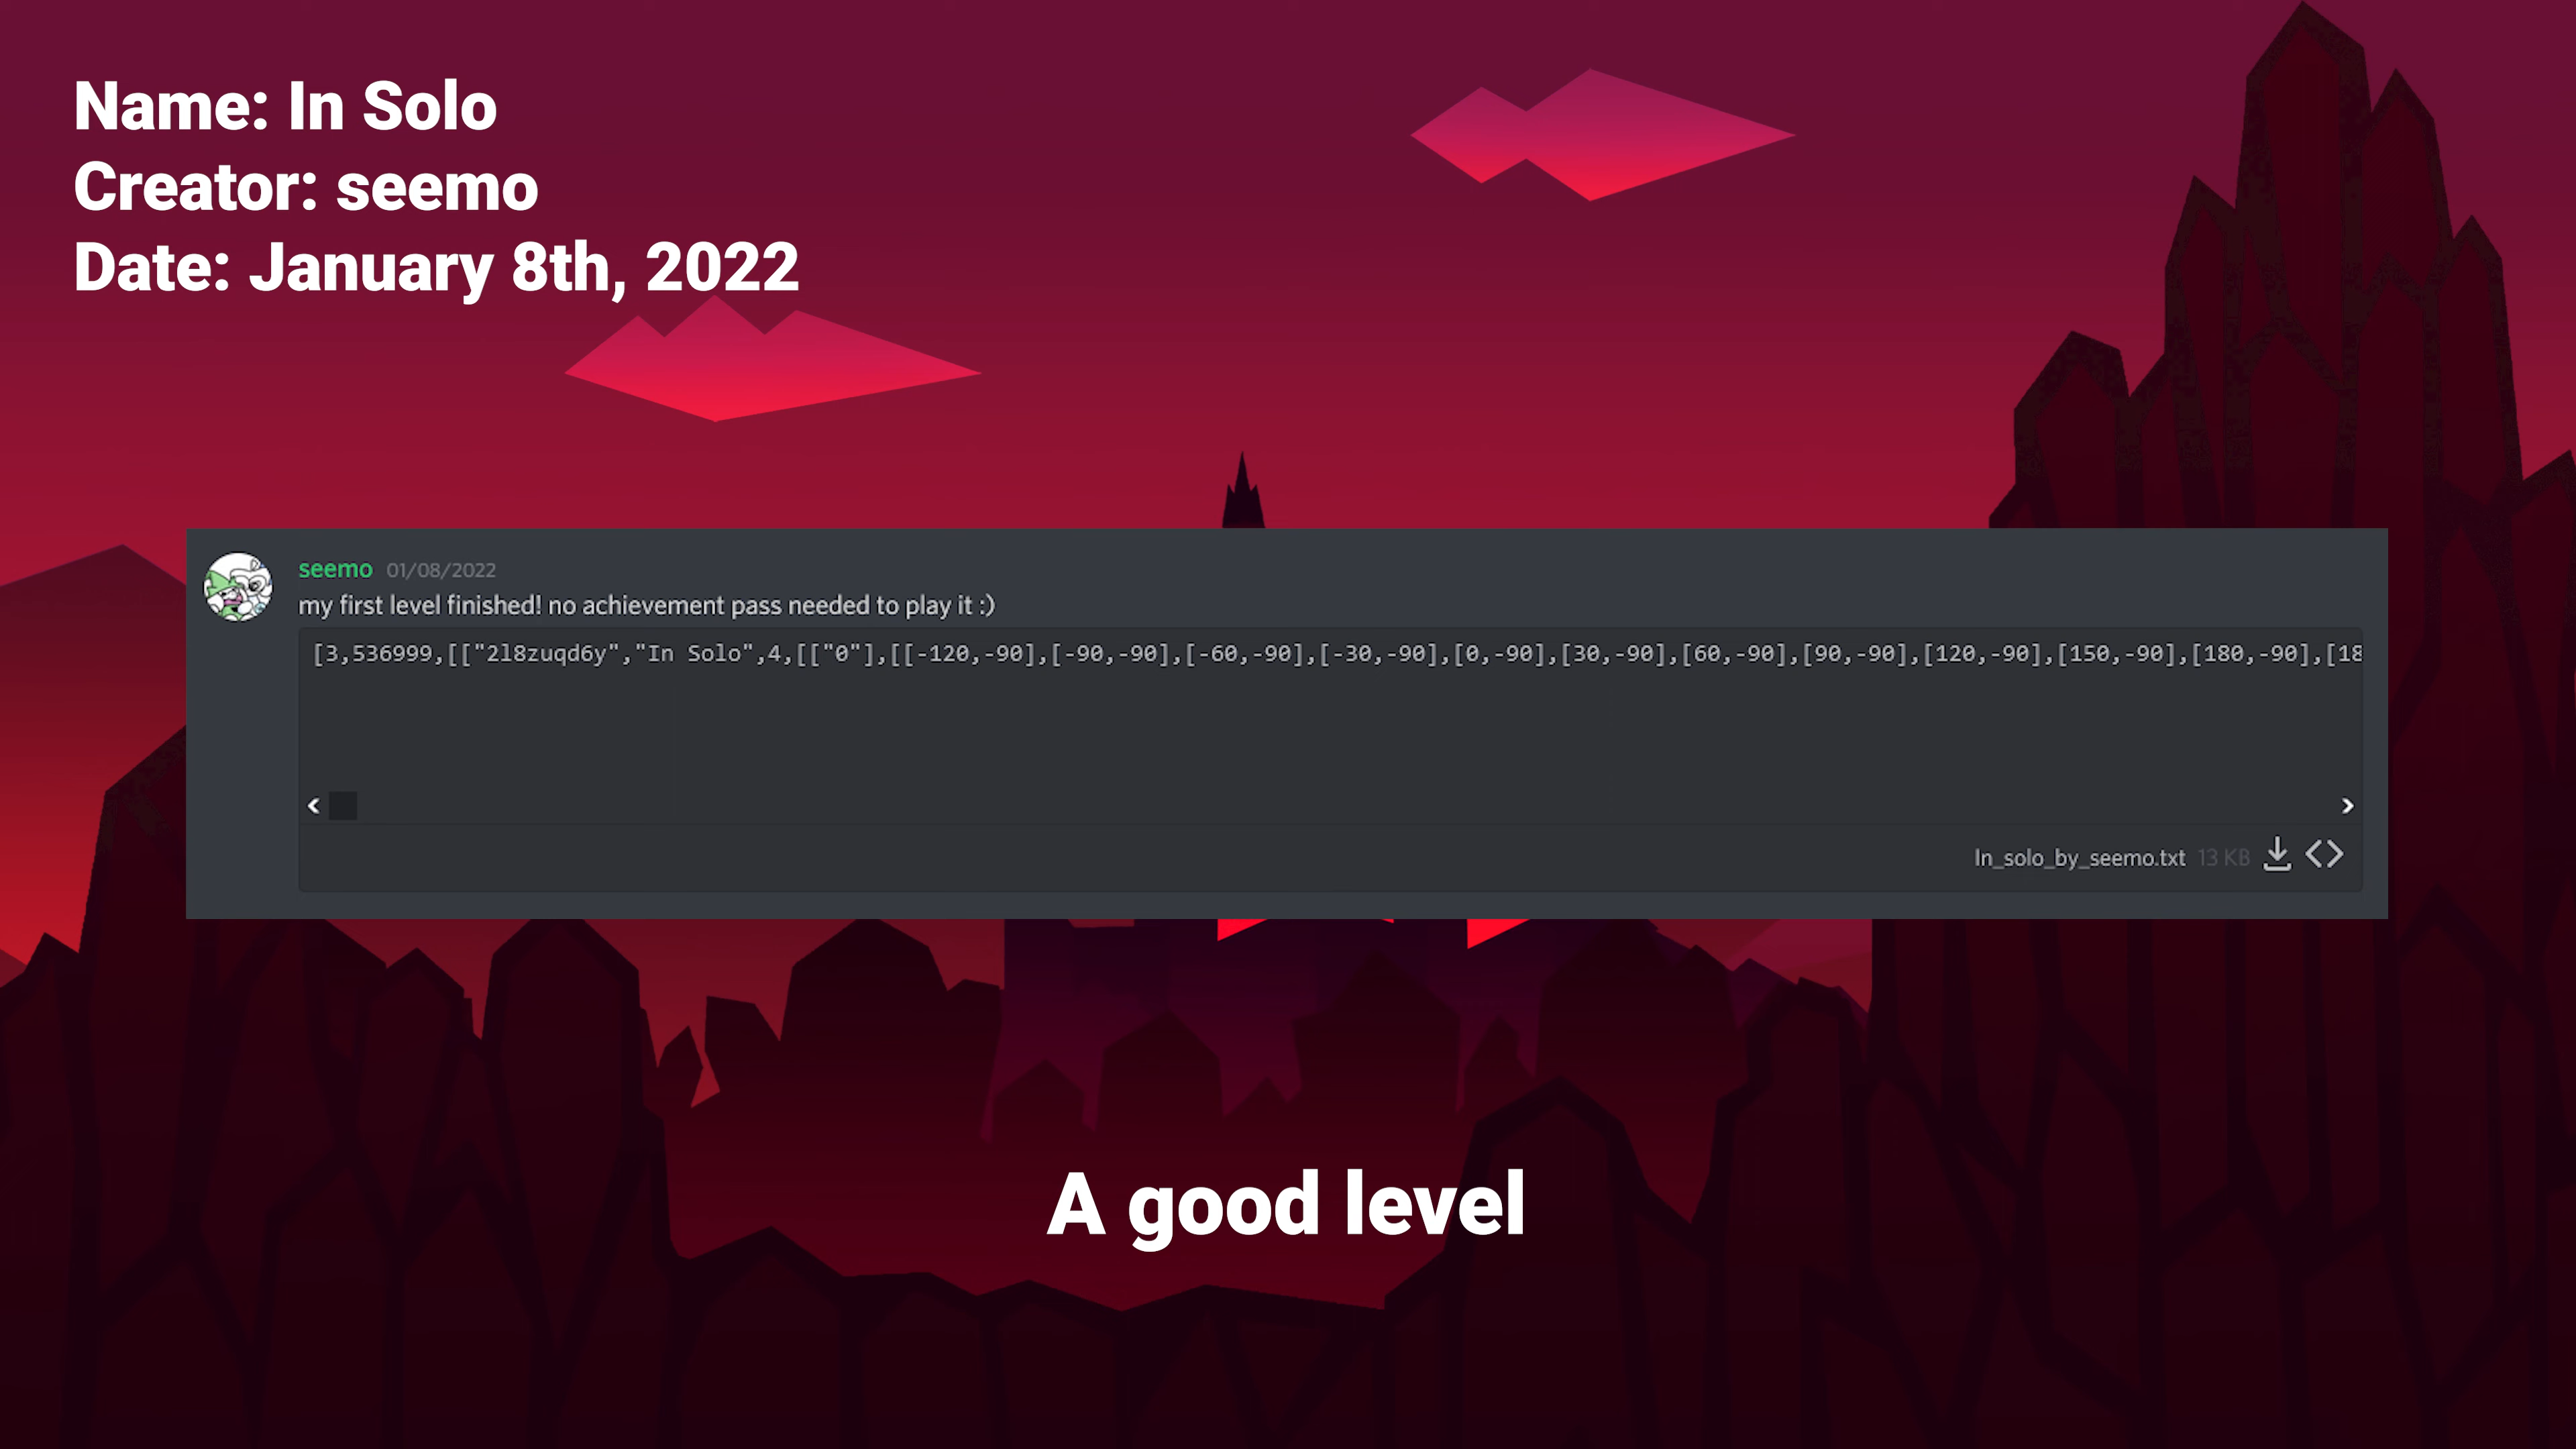 Name: In Solo
Creator: seemo
Date: January 8th, 2022
seemo 01/08/2022
my first level finished! no achievement pass needed to play it :)
[3,536999,[["2l8zuqd6y","In Solo",4,[["0"],[[-120,-90],[-90,-90],[-60,-90],[-30,-90],[0,-90],[30,-90],[60,-90],[90,-90],[120,-90],[150,-90],[180,-90],[18
In_solo_by_seemo.txt 13 KB
A good level